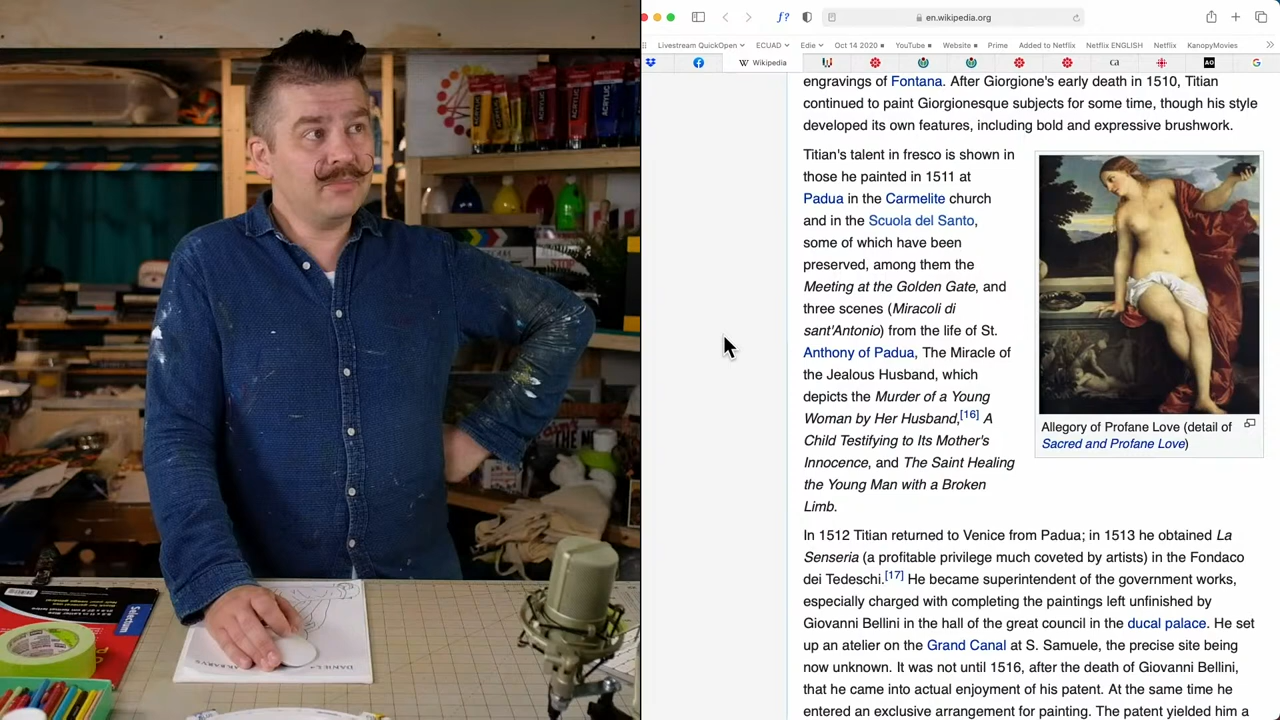 f?
en.wikipedia.org
Livestream QuickOpen
ECUAD
Edie
Oct 14 2020
YouTube
Website
Prime
Added to Netflix
Netflix ENGLISH
Netflix
KanopyMovies
W Wikipedia
engravings of Fontana. After Giorgione's early death in 1510, Titian
continued to paint Giorgionesque subjects for some time, though his style
developed its own features, including bold and expressive brushwork.
Titian's talent in fresco is shown in
those he painted in 1511 at
Padua in the Carmelite church
and in the Scuola del Santo,
some of which have been
preserved, among them the
Meeting at the Golden Gate, and
three scenes (Miracoli di
sant'Antonio) from the life of St.
Anthony of Padua, The Miracle of
the Jealous Husband, which
depicts the Murder of a Young
Woman by Her Husband,[16] A
Child Testifying to Its Mother's
Innocence, and The Saint Healing
the Young Man with a Broken
Limb.
Allegory of Profane Love (detail of
Sacred and Profane Love)
In 1512 Titian returned to Venice from Padua; in 1513 he obtained La
Senseria (a profitable privilege much coveted by artists) in the Fondaco
dei Tedeschi.[17] He became superintendent of the government works,
especially charged with completing the paintings left unfinished by
Giovanni Bellini in the hall of the great council in the ducal palace. He set
up an atelier on the Grand Canal at S. Samuele, the precise site being
now unknown. It was not until 1516, after the death of Giovanni Bellini,
that he came into actual enjoyment of his patent. At the same time he
entered an exclusive arrangement for painting. The patent yielded him a
ACRYLIC
ACRYLIC